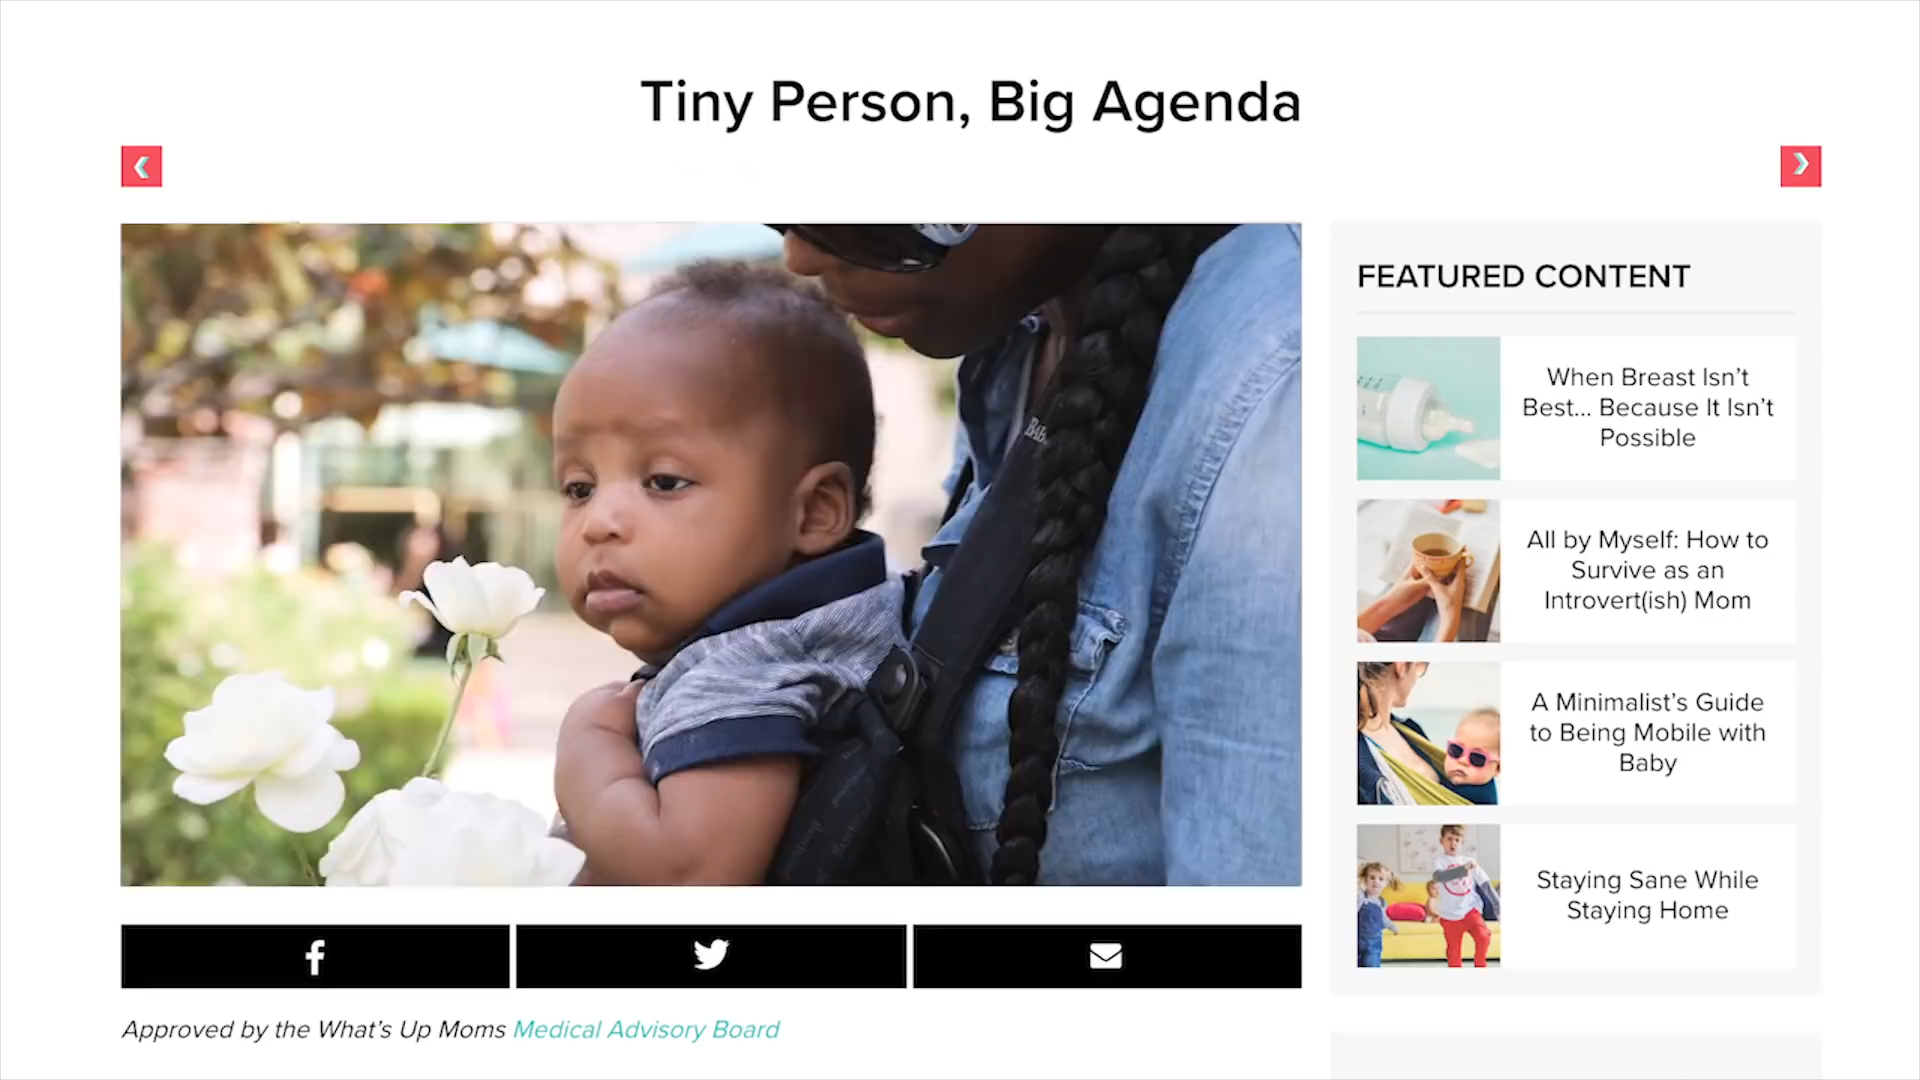 Tiny Person, Big Agenda
FEATURED CONTENT
When Breast Isn’t
Best... Because It Isn’t
Possible
All by Myself: How to
Survive as an
Introvert(ish) Mom
A Minimalist’s Guide
to Being Mobile with
Baby
Staying Sane While
Staying Home
Approved by the What’s Up Moms Medical Advisory Board